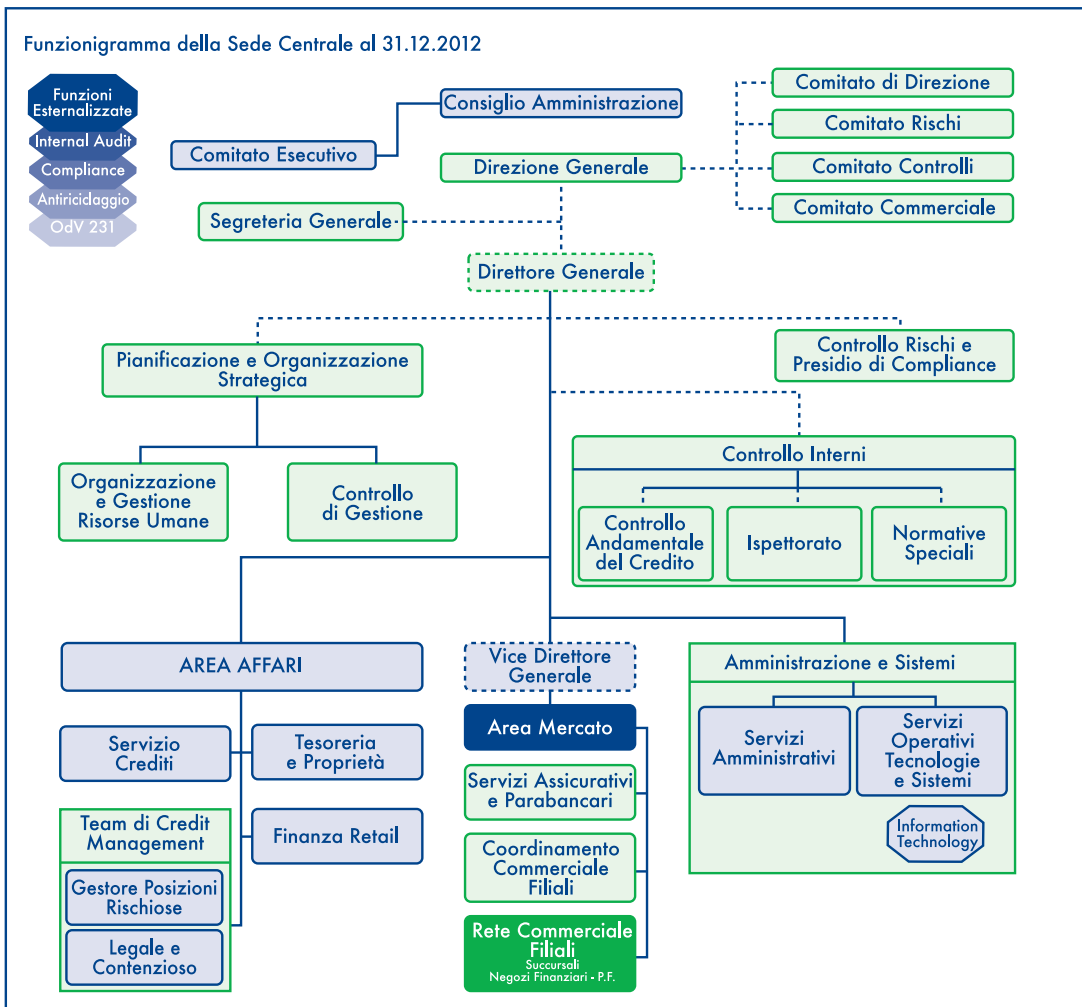 Funzionigramma della Sede Centrale al 31.12.2012
Funzioni
Esternalizzate
Internal Audit
Compliance
Antiriciclaggio
OdV 231
Consiglio Amministrazione
Comitato Esecutivo
Direzione Generale
Comitato di Direzione
Comitato Rischi
Comitato Controlli
Comitato Commerciale
Segreteria Generale
Direttore Generale
Pianificazione e Organizzazione
Strategica
Controllo Rischi e
Presidio di Compliance
Organizzazione
e Gestione
Risorse Umane
Controllo
di Gestione
Controllo Interni
Controllo
Andamentale
del Credito
Ispettorato
Normative
Speciali
AREA AFFARI
Servizio
Crediti
Tesoreria
e Proprietà
Team di Credit
Management
Finanza Retail
Gestore Posizioni
Rischiose
Legale e
Contenzioso
Vice Direttore
Generale
Area Mercato
Servizi Assicurativi
e Parabancari
Coordinamento
Commerciale
Filiali
Rete Commerciale
Filiali
Succursali
Negozi Finanziari - P.F.
Amministrazione e Sistemi
Servizi
Amministrativi
Servizi
Operativi
Tecnologie
e Sistemi
Information
Technology